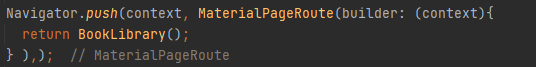 Navigator.push(context, MaterialPageRoute(builder: (context){
return BookLibrary();
} ),);  // MaterialPageRoute